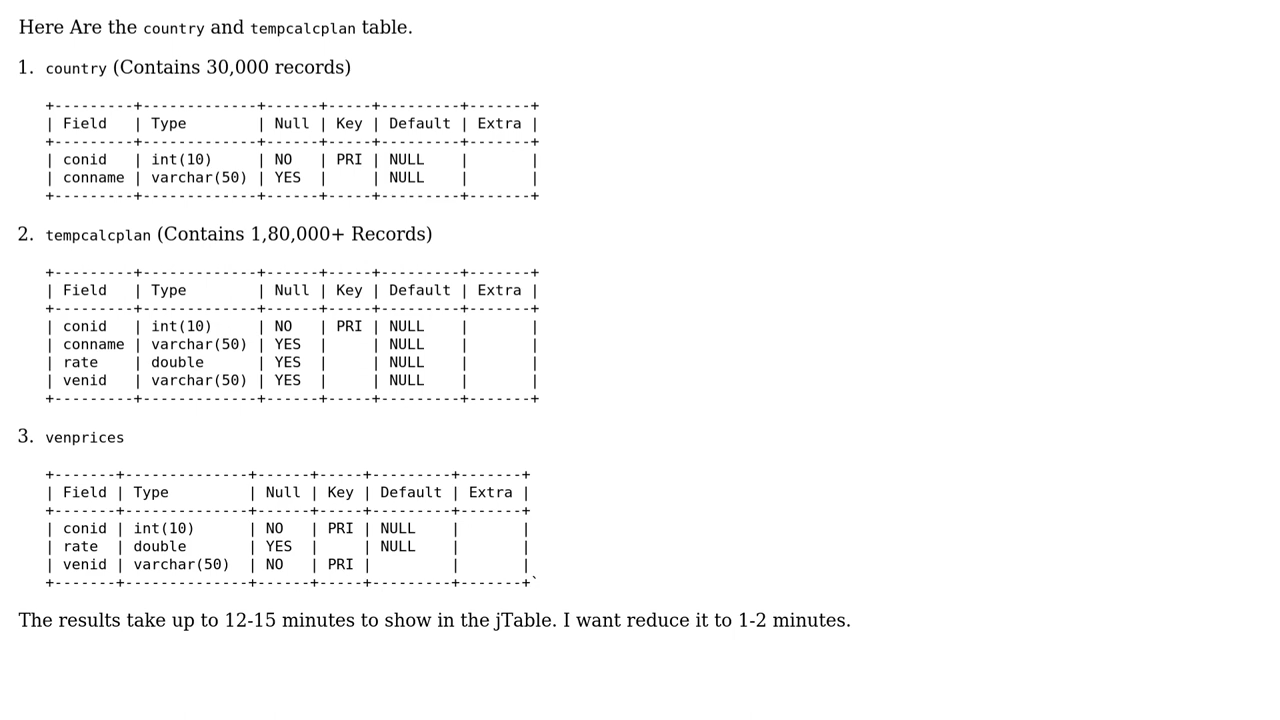 Here Are the country and tempcalcplan table.
1. country (Contains 30,000 records)
+---------+-------------+------+-----+---------+-------+
| Field   | Type        | Null | Key | Default | Extra |
+---------+-------------+------+-----+---------+-------+
| conid   | int(10)     | NO   | PRI | NULL    |       |
| conname | varchar(50) | YES  |     | NULL    |       |
+---------+-------------+------+-----+---------+-------+
2. tempcalcplan (Contains 1,80,000+ Records)
+---------+-------------+------+-----+---------+-------+
| Field   | Type        | Null | Key | Default | Extra |
+---------+-------------+------+-----+---------+-------+
| conid   | int(10)     | NO   | PRI | NULL    |       |
| conname | varchar(50) | YES  |     | NULL    |       |
| rate    | double      | YES  |     | NULL    |       |
| venid   | varchar(50) | YES  |     | NULL    |       |
+---------+-------------+------+-----+---------+-------+
3. venprices
+-------+--------------+------+-----+---------+-------+
| Field | Type         | Null | Key | Default | Extra |
+-------+--------------+------+-----+---------+-------+
| conid | int(10)      | NO   | PRI | NULL    |       |
| rate  | double       | YES  |     | NULL    |       |
| venid | varchar(50)  | NO   | PRI |         |       |
+-------+--------------+------+-----+---------+-------+`
The results take up to 12-15 minutes to show in the jTable. I want reduce it to 1-2 minutes.